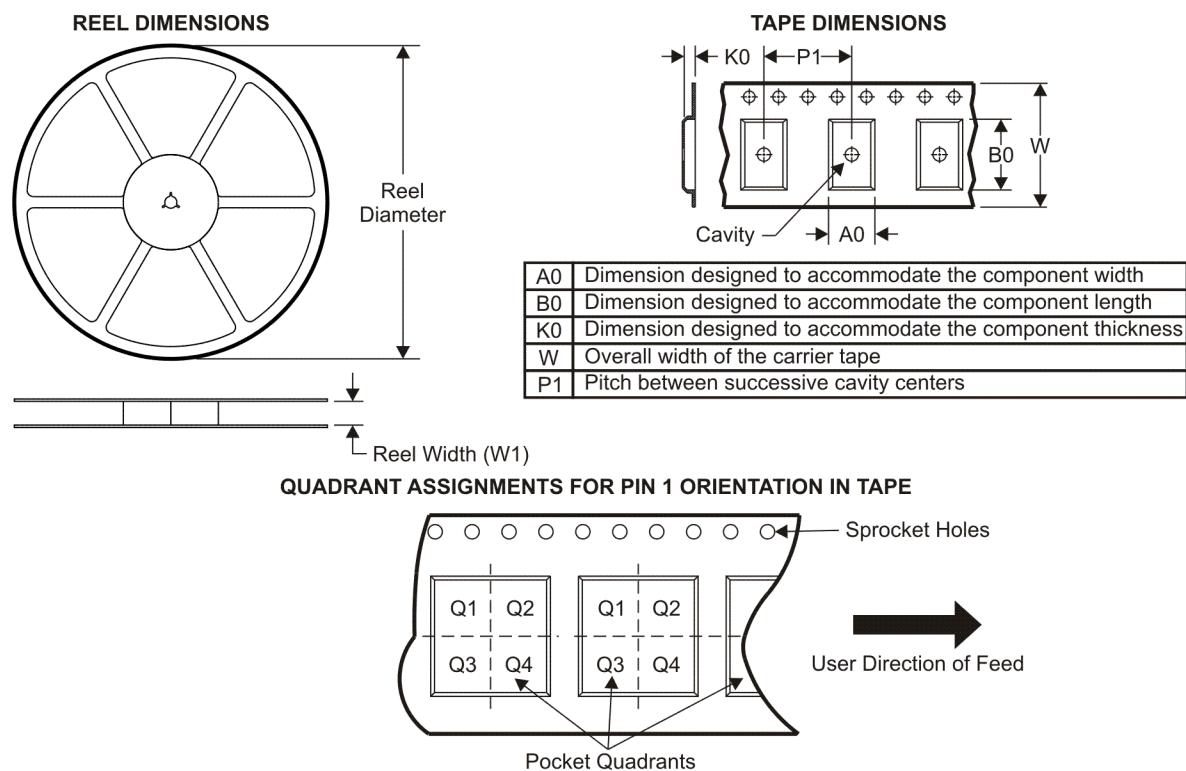 REEL DIMENSIONS
Reel
Diameter
Reel Width (W1)
TAPE DIMENSIONS
K0
P1
B0
W
Cavity
A0
A0 Dimension designed to accommodate the component width
B0 Dimension designed to accommodate the component length
K0 Dimension designed to accommodate the component thickness
W Overall width of the carrier tape
P1 Pitch between successive cavity centers
QUADRANT ASSIGNMENTS FOR PIN 1 ORIENTATION IN TAPE
Sprocket Holes
Q1 Q2 Q1 Q2
Q3 Q4 Q3 Q4
User Direction of Feed
Pocket Quadrants